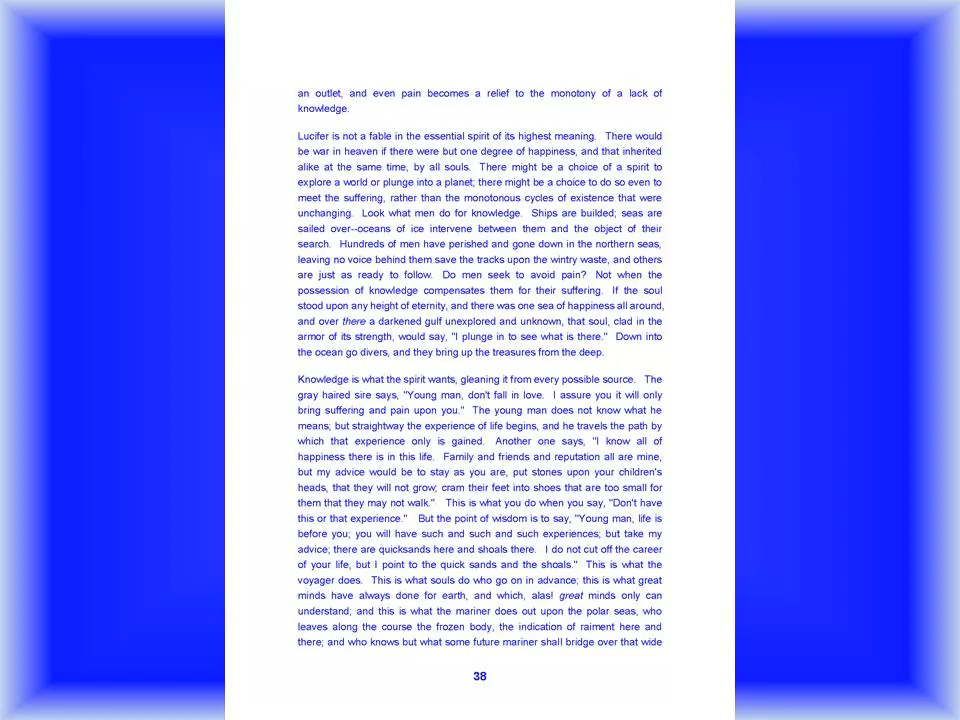 an outlet, and even pain becomes a relief to the monotony of a lack of
knowledge.
Lucifer is not a fable in the essential spirit of its highest meaning. There would
be war in heaven if there were but one degree of happiness, and that inherited
alike at the same time, by all souls. There might be a choice of a spirit to
explore a world or plunge into a planet; there might be a choice to do so even to
meet the suffering, rather than the monotonous cycles of existence that were
unchanging. Look what men do for knowledge. Ships are builded; seas are
sailed over--oceans of ice intervene between them and the object of their
search. Hundreds of men have perished and gone down in the northern seas,
leaving no voice behind them save the tracks upon the wintry waste, and others
are just as ready to follow. Do men seek to avoid pain? Not when the
possession of knowledge compensates them for their suffering. If the soul
stood upon any height of eternity, and there was one sea of happiness all around,
and over there a darkened gulf unexplored and unknown, that soul, clad in the
armor of its strength, would say, "I plunge in to see what is there." Down into
the ocean go divers, and they bring up the treasures from the deep.
Knowledge is what the spirit wants, gleaning it from every possible source. The
gray haired sire says, "Young man, don't fall in love. I assure you it will only
bring suffering and pain upon you." The young man does not know what he
means; but straightway the experience of life begins, and he travels the path by
which that experience only is gained. Another one says, "I know all of
happiness there is in this life. Family and friends and reputation all are mine,
but my advice would be to stay as you are, put stones upon your children's
heads, that they will not grow; cram their feet into shoes that are too small for
them that they may not walk." This is what you do when you say, "Don't have
this or that experience." But the point of wisdom is to say, "Young man, life is
before you; you will have such and such and such experiences; but take my
advice; there are quicksands here and shoals there. I do not cut off the career
of your life, but I point to the quick sands and the shoals." This is what the
voyager does. This is what souls do who go on in advance; this is what great
minds have always done for earth, and which, alas! great minds only can
understand; and this is what the mariner does out upon the polar seas, who
leaves along the course the frozen body, the indication of raiment here and
there; and who knows but what some future mariner shall bridge over that wide
38